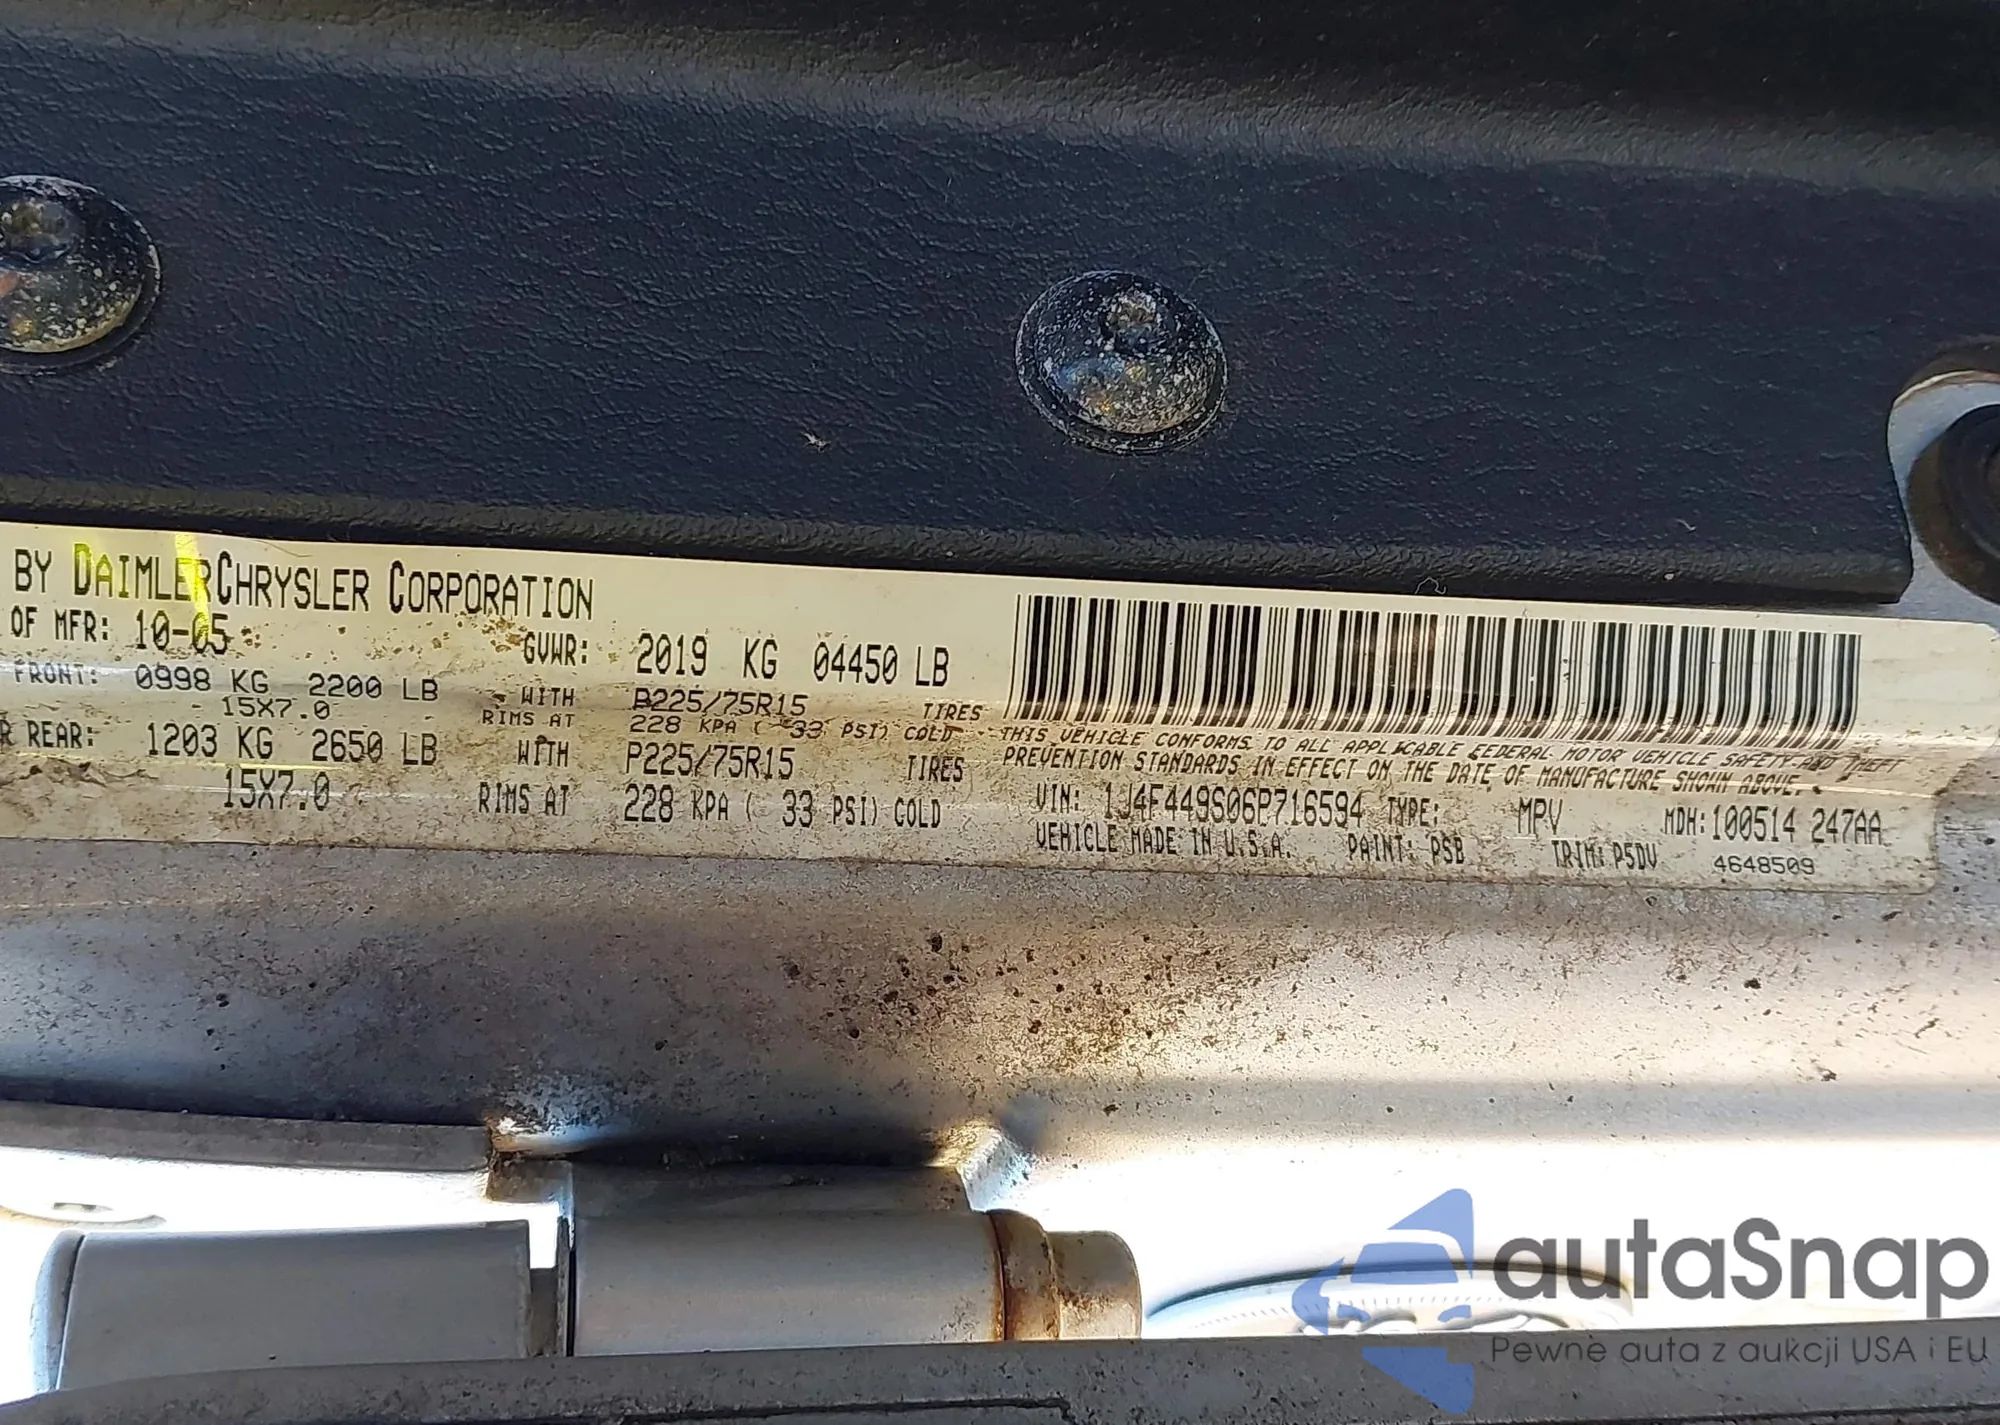 BY DAIMLERCHRYSLER CORPORATION
OF MFR: 10-05 GVWR: 2019 KG 04450 LB
FRONT: 0998 KG 2200 LB WITH P225/75R15 TIRES
15X7.0 RIMS AT 228 KPA ( 33 PSI) COLD
R REAR: 1203 KG 2650 LB WITH P225/75R15 TIRES
15X7.0 RIMS AT 228 KPA ( 33 PSI) COLD
THIS VEHICLE CONFORMS TO ALL APPLICABLE FEDERAL MOTOR VEHICLE SAFETY AND THEFT
PREVENTION STANDARDS IN EFFECT ON THE DATE OF MANUFACTURE SHOWN ABOVE.
VIN: 1J4F449S06P716594 TYPE: MPV MDH:100514 247AA
VEHICLE MADE IN U.S.A. PAINT: PSB TRIM: P5DV 4648509
autaSnap
Pewne auta z aukcji USA i EU